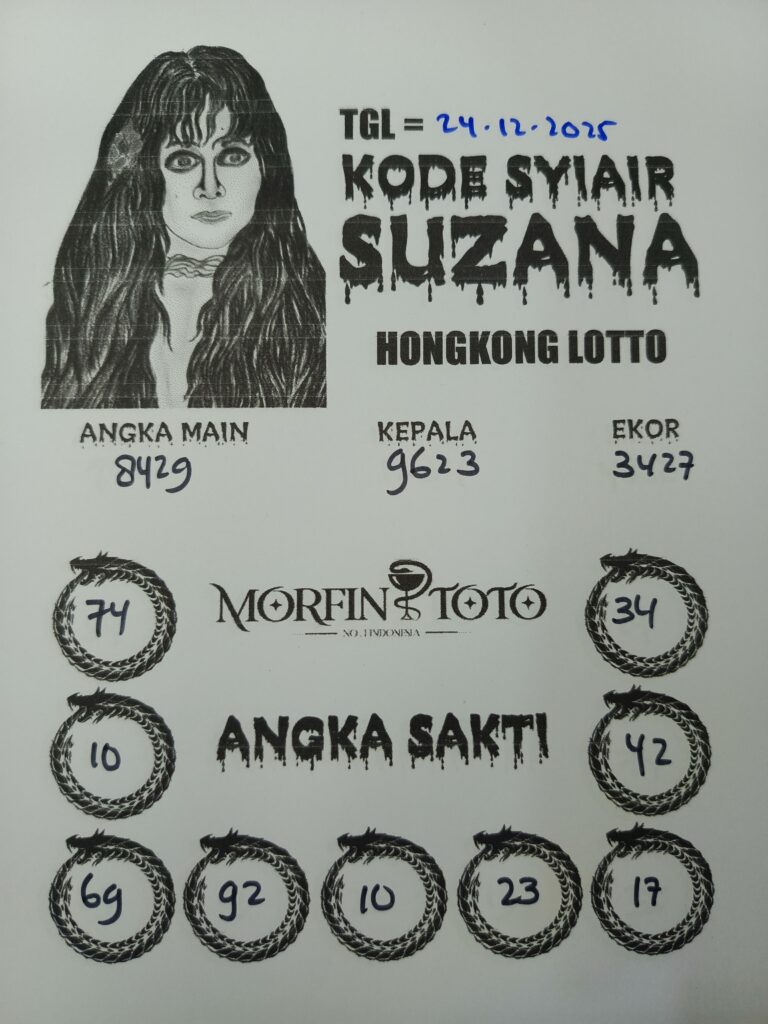 TGL = 24.12.2025
KODE SYIAIR
SUZANA
HONGKONG LOTTO
ANGKA MAIN KEPALA EKOR
8429 9623 3427
74 MORFIN TOTO 34
NO.1 INDONESIA
10 ANGKA SAKTI 42
69 92 10 23 17